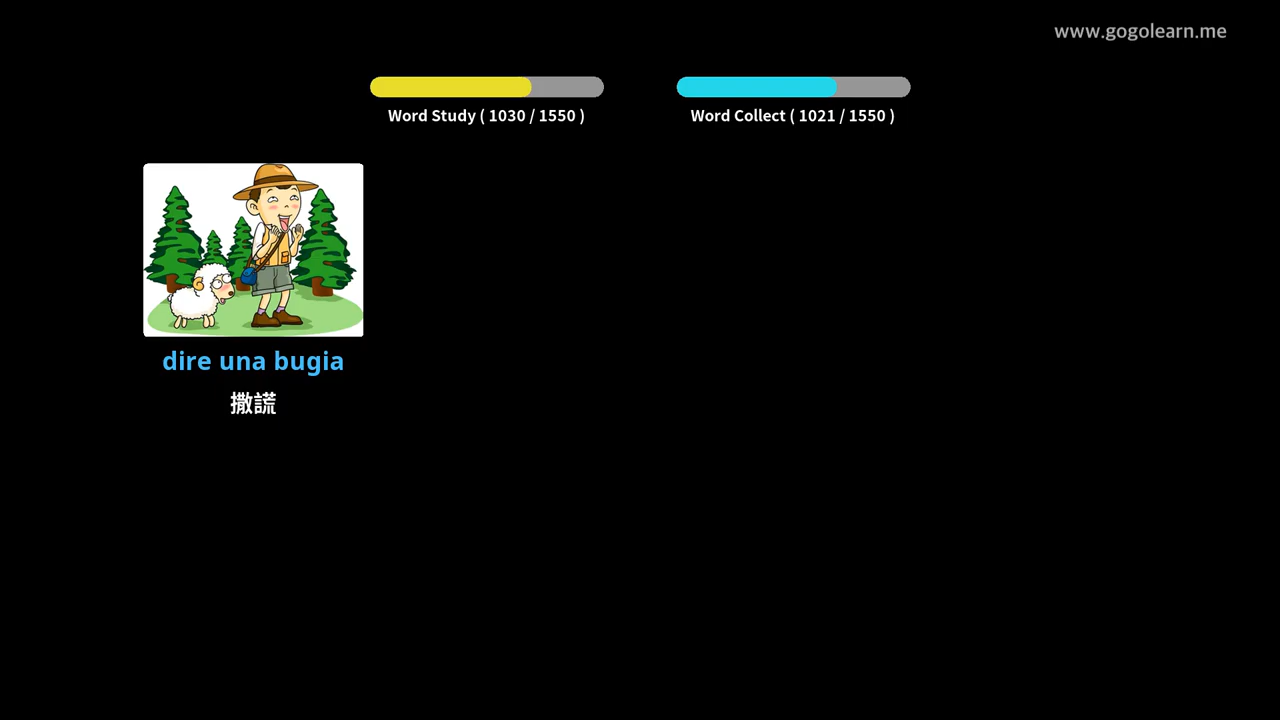 www.gogolearn.me
Word Study ( 1030 / 1550 )
Word Collect ( 1021 / 1550 )
dire una bugia
撒謊